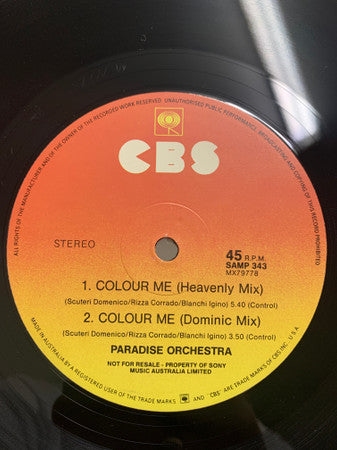 ALL RIGHTS OF THE MANUFACTURER AND OF THE OWNER OF THE RECORDED WORK RESERVED. UNAUTHORISED PUBLIC PERFORMANCE, BROADCASTING AND COPYING OF THIS RECORD PROHIBITED
CBS
STEREO
45 R.P.M.
SAMP 343
MX79778
1. COLOUR ME (Heavenly Mix)
(Scuteri Domenico/Rizza Corrado/Bianchi Igino) 5.40 (Control)
2. COLOUR ME (Dominic Mix)
(Scuteri Domenico/Rizza Corrado/Bianchi Igino) 3.50 (Control)
PARADISE ORCHESTRA
NOT FOR RESALE - PROPERTY OF SONY
MUSIC AUSTRALIA LIMITED
MADE IN AUSTRALIA BY A REGISTERED USER OF THE TRADE MARKS OF CBS INC. U.S.A. AND CBS ARE TRADE MARKS OF CBS INC. U.S.A.